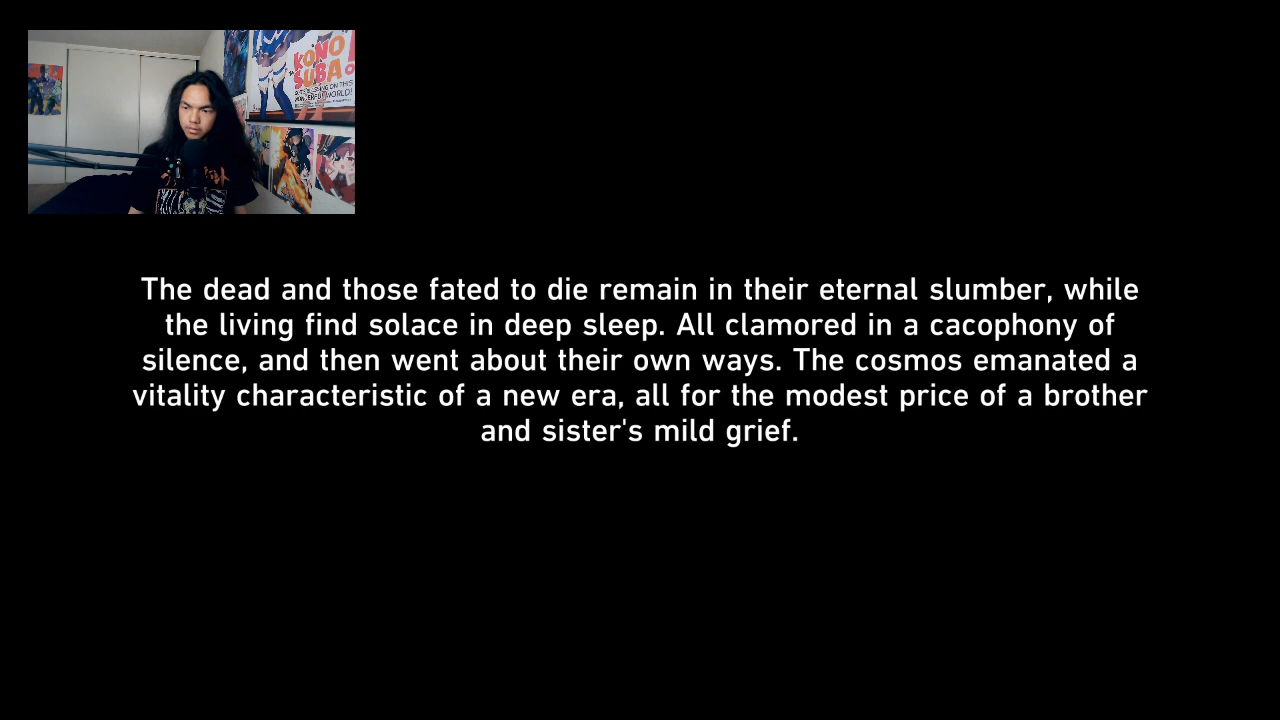 KONO
SUBA!
The dead and those fated to die remain in their eternal slumber, while
the living find solace in deep sleep. All clamored in a cacophony of
silence, and then went about their own ways. The cosmos emanated a
vitality characteristic of a new era, all for the modest price of a brother
and sister's mild grief.